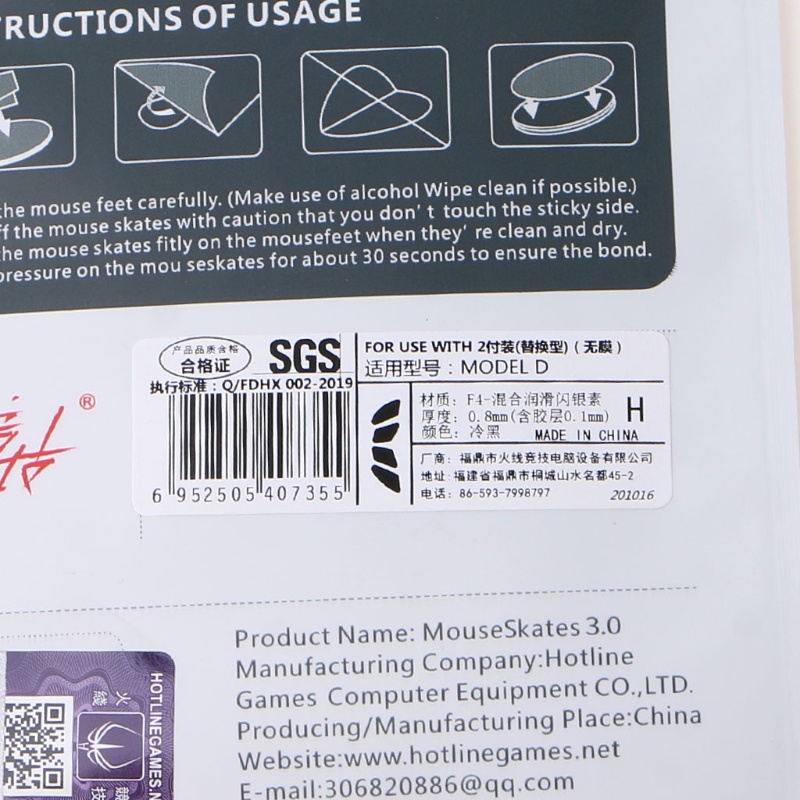 TRUCTIONS OF USAGE
the mouse feet carefully. (Make use of alcohol Wipe clean if possible.)
ff the mouse skates with caution that you don't touch the sticky side.
the mouse skates fitly on the mousefeet when they're clean and dry.
pressure on the mou seskates for about 30 seconds to ensure the bond.
产品品质合格
合格证
SGS
执行标准:Q/FDHX 002-2019
6 952505 407355
FOR USE WITH 2付装(替换型)(无膜)
适用型号:MODEL D
材质:F4-混合润滑闪银素
厚度:0.8mm(含胶层0.1mm)
颜色:冷黑
H
MADE IN CHINA
厂商:福鼎市火线竞技电脑设备有限公司
地址:福建省福鼎市桐城山水名都45-2
电话:86-593-7998797
201016
®
Product Name: MouseSkates 3.0
Manufacturing Company:Hotline
Games Computer Equipment CO.,LTD.
Producing/Manufacturing Place:China
Website:www.hotlinegames.net
E-mail:306820886@qq.com
HOTLINEGAMES.N
火線
競技